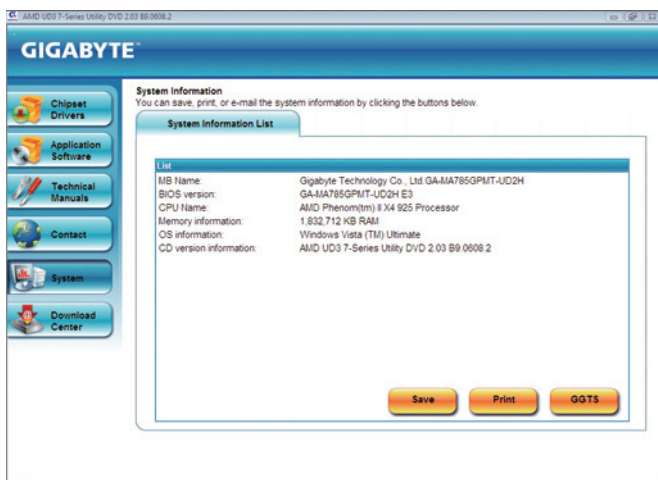 AMD UD3 7-Series Utility DVD 2.03 B9.0608.2
GIGABYTE™
Chipset
Drivers
Application
Software
Technical
Manuals
Contact
System
Download
Center
System Information
You can save, print, or e-mail the system information by clicking the buttons below.
System Information List
List
MB Name: Gigabyte Technology Co., Ltd.GA-MA785GPMT-UD2H
BIOS version: GA-MA785GPMT-UD2H E3
CPU Name: AMD Phenom(tm) II X4 925 Processor
Memory information: 1,832,712 KB RAM
OS information: Windows Vista (TM) Ultimate
CD version information: AMD UD3 7-Series Utility DVD 2.03 B9.0608.2
Save Print GGTS